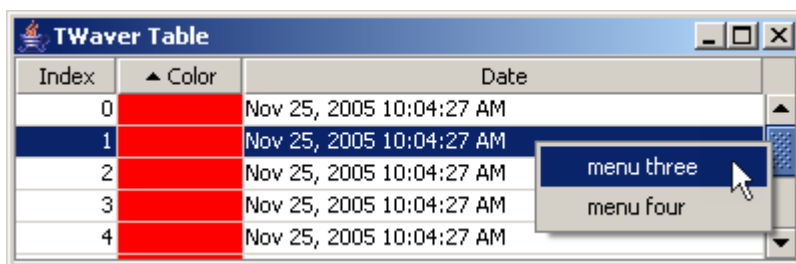 TWaver Table
Index Color Date
0 Nov 25, 2005 10:04:27 AM
1 Nov 25, 2005 10:04:27 AM
2 Nov 25, 2005 10:04:27 AM
menu three
3 Nov 25, 2005 10:04:27 AM
menu four
4 Nov 25, 2005 10:04:27 AM